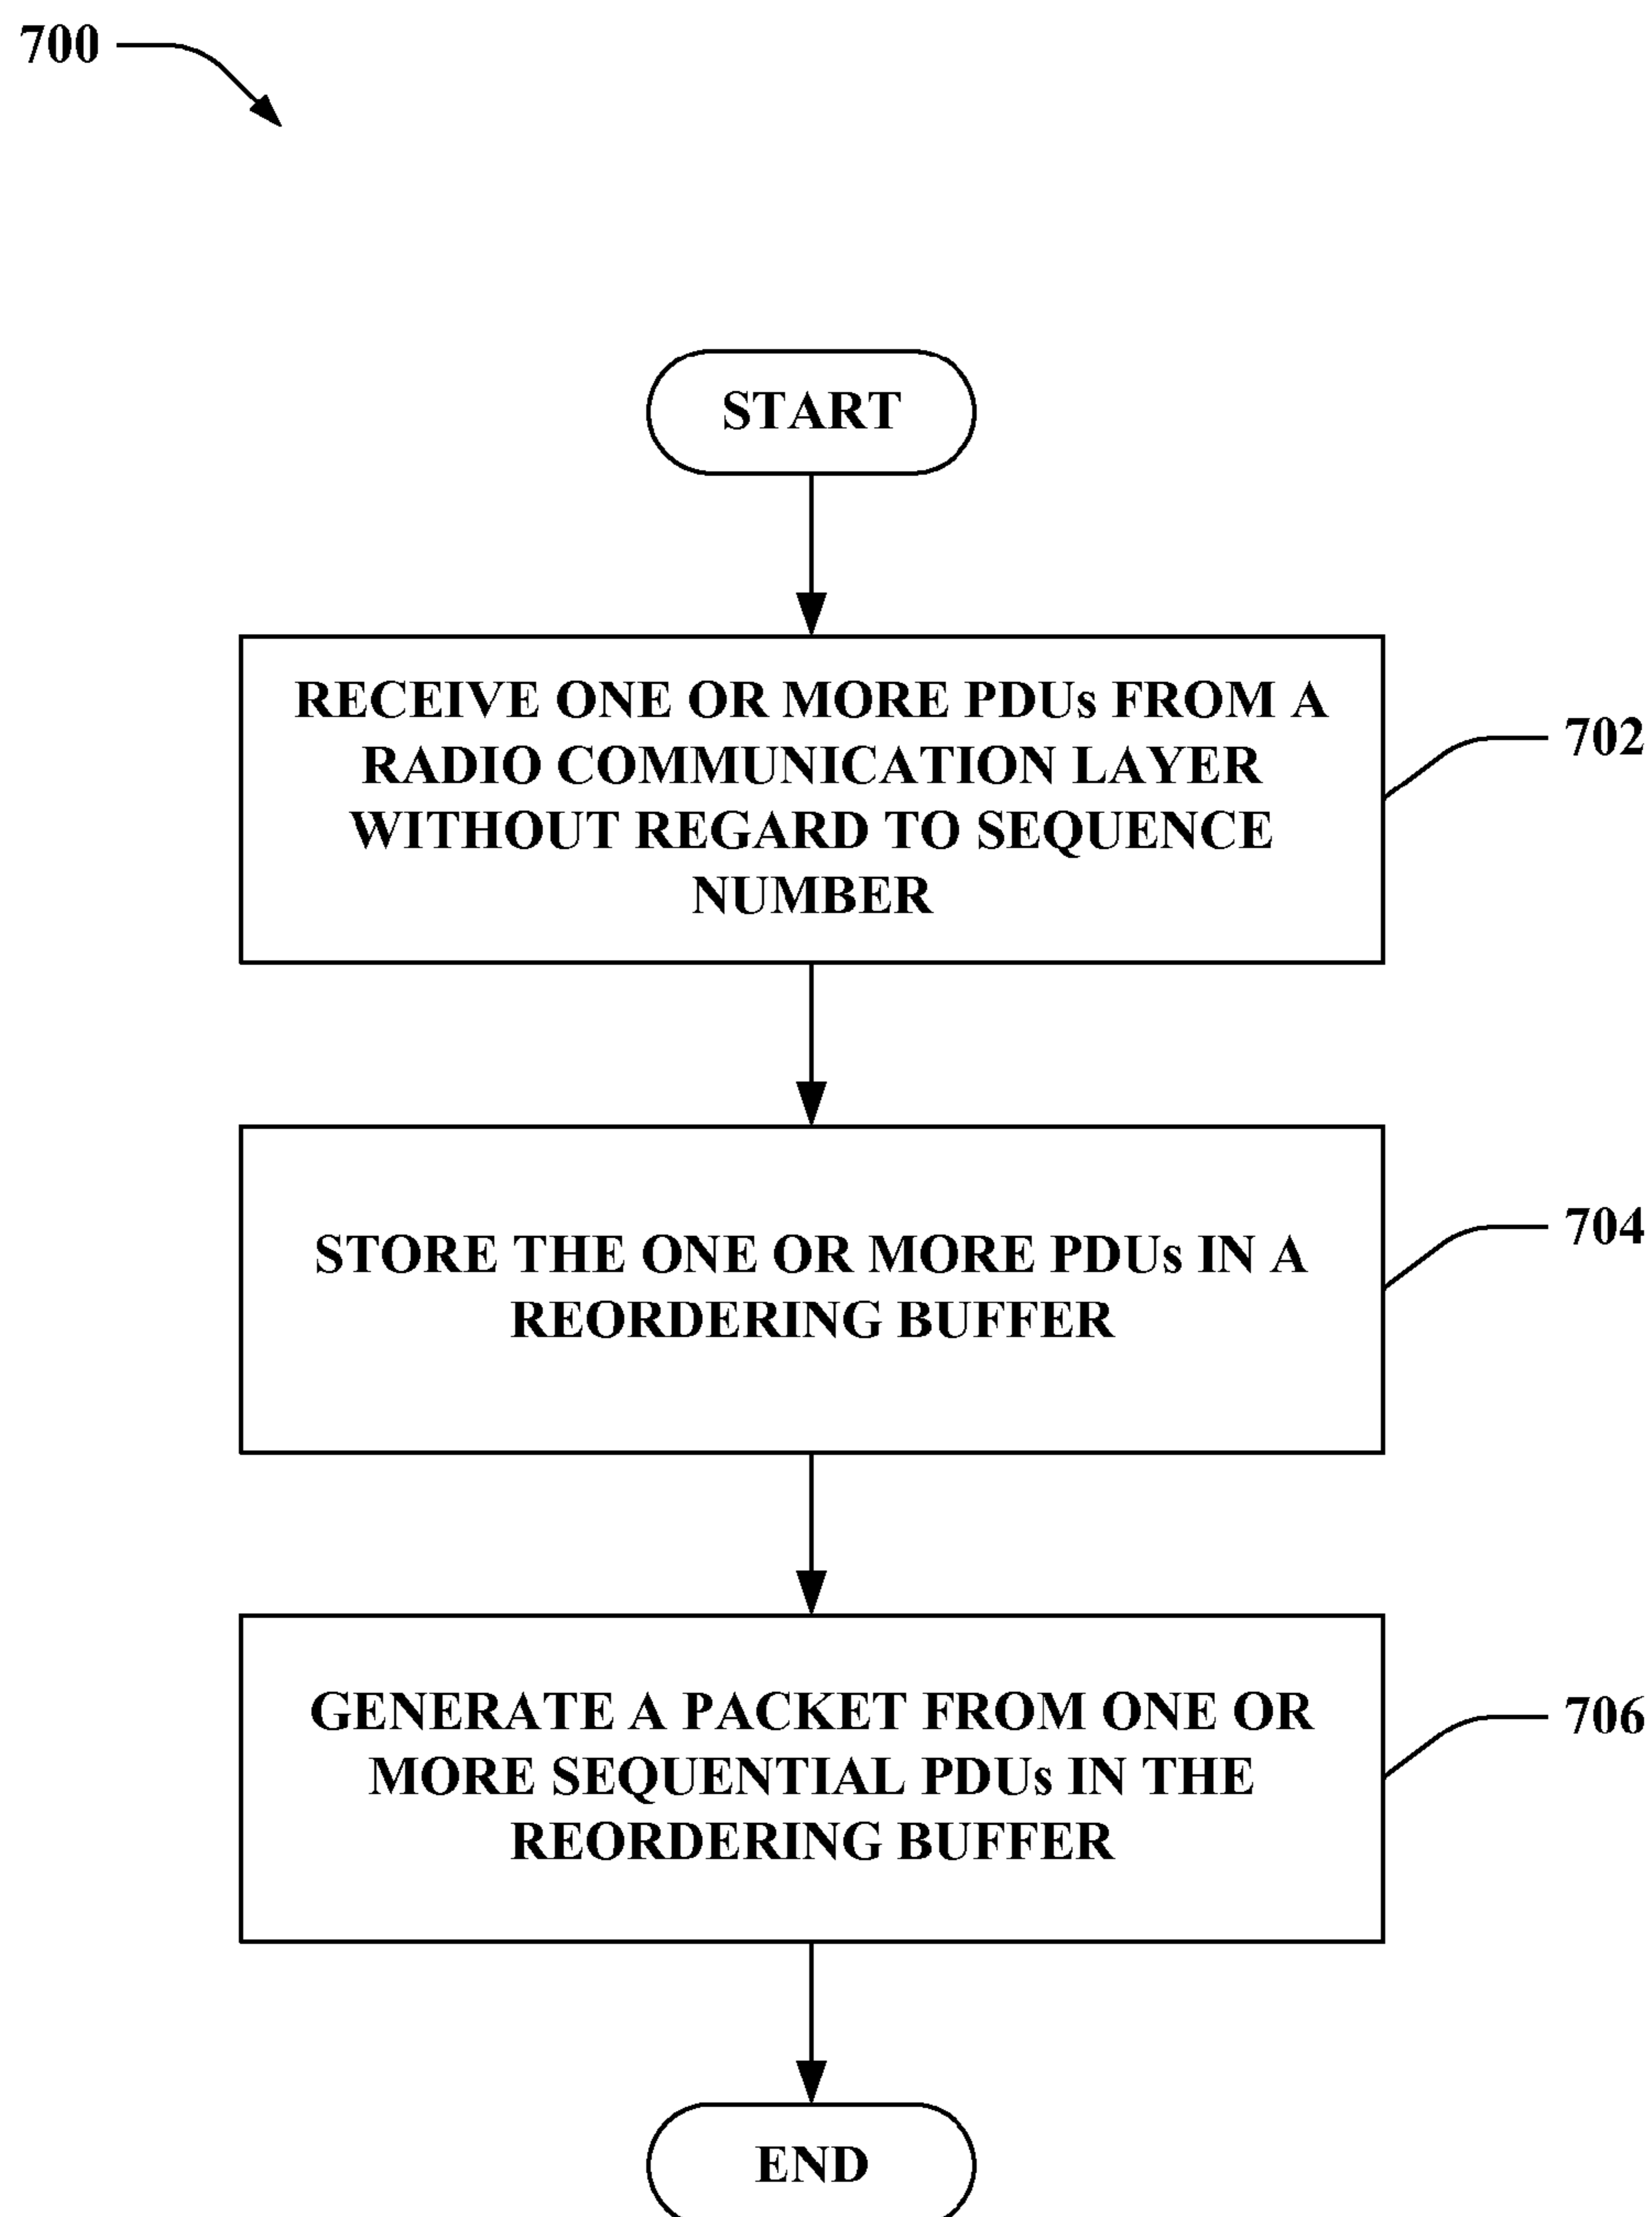 700
START
RECEIVE ONE OR MORE PDUs FROM A
RADIO COMMUNICATION LAYER
WITHOUT REGARD TO SEQUENCE
NUMBER
702
STORE THE ONE OR MORE PDUs IN A
REORDERING BUFFER
704
GENERATE A PACKET FROM ONE OR
MORE SEQUENTIAL PDUs IN THE
REORDERING BUFFER
706
END